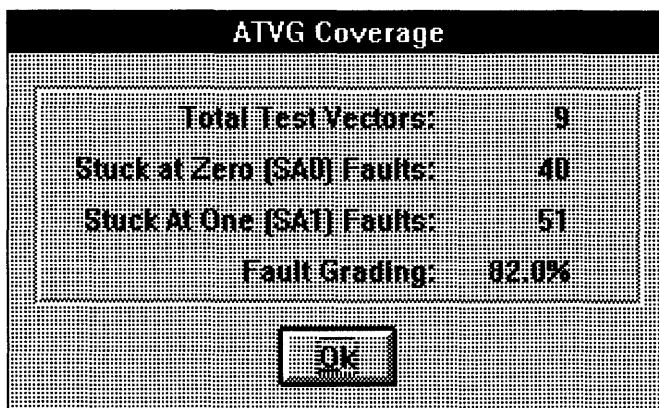 ATVG Coverage
Total Test Vectors: 9
Stuck at Zero (SA0) Faults: 40
Stuck At One (SA1) Faults: 51
Fault Grading: 82.0%
Ok